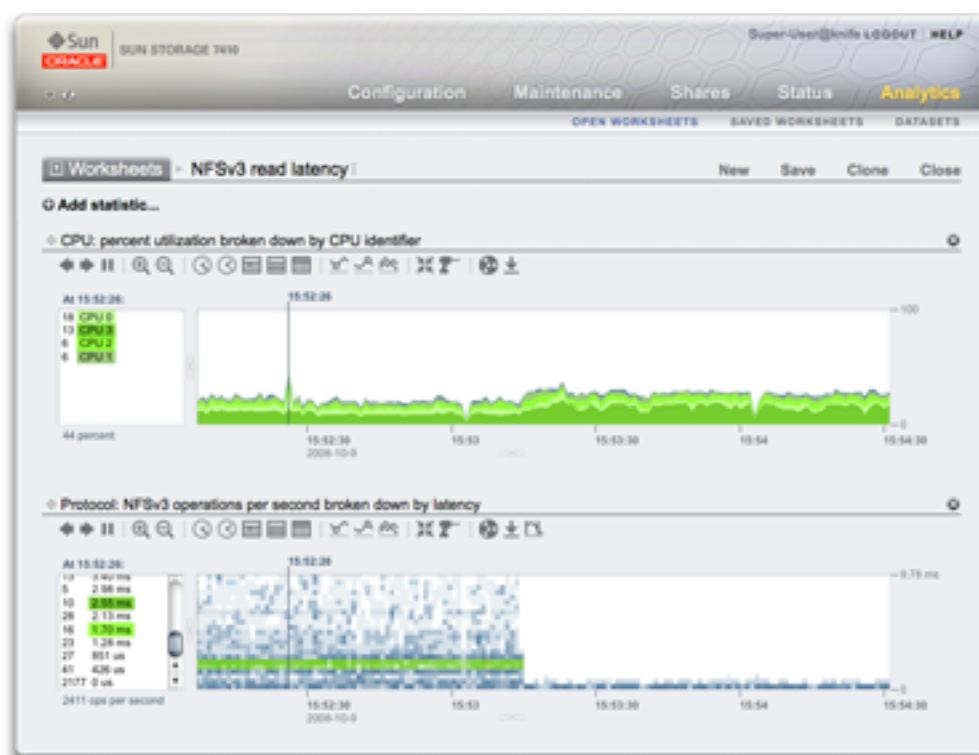 Sun
ORACLE
SUN STORAGE 7410
Super-User@knife LOGOUT HELP
Configuration Maintenance Shares Status Analytics
OPEN WORKSHEETS SAVED WORKSHEETS DATASETS
Worksheets NFSv3 read latency New Save Clone Close
Add statistic...
CPU: percent utilization broken down by CPU identifier
At 15:52:26: 15:52:26
18 CPU 0 100
13 CPU 3
6 CPU 2
6 CPU 1
0
44 percent 15:52:30 15:53 15:53:30 15:54 15:54:30
2008-10-9
Protocol: NFSv3 operations per second broken down by latency
At 15:52:26: 15:52:26
13 3.40 ms 9.78 ms
5 2.98 ms
10 2.55 ms
28 2.13 ms
16 1.70 ms
23 1.28 ms
27 851 us
41 426 us
2177 0 us 0
2411 ops per second 15:52:30 15:53 15:53:30 15:54 15:54:30
2008-10-9